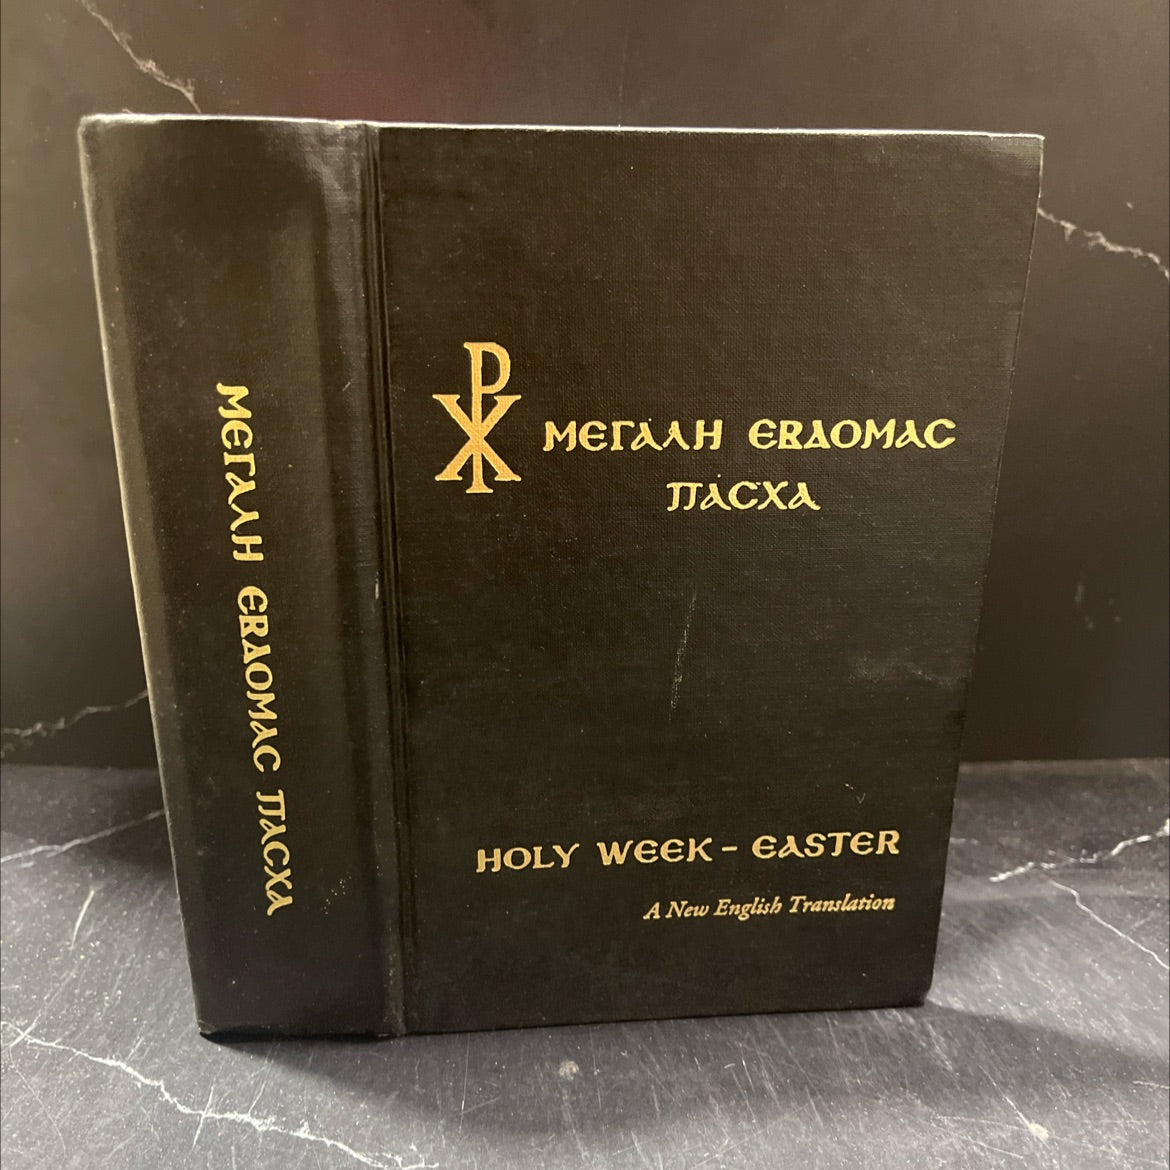 ΜΕΓΑΛΗ ΕΒΔΟΜΑΣ ΠΑΣΧΑ
☧
ΜΕΓΑΛΗ ΕΒΔΟΜΑΣ
ΠΑΣΧΑ
HOLY WEEK – EASTER
A New English Translation